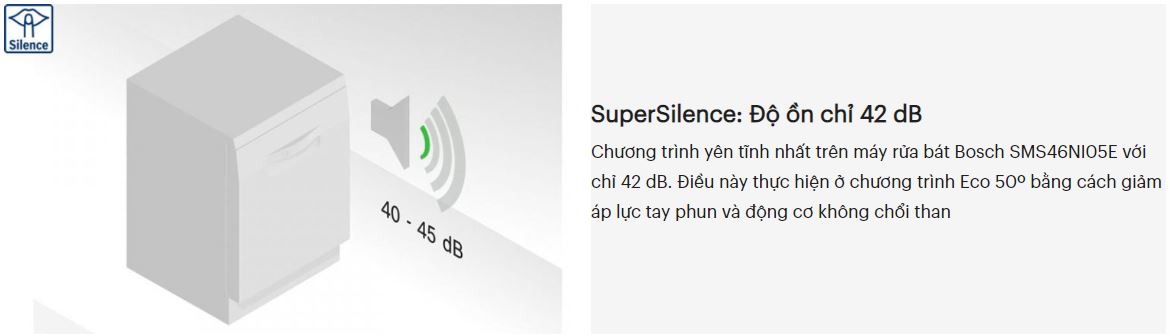 Silence
40 - 45 dB
SuperSilence: Độ ồn chỉ 42 dB
Chương trình yên tĩnh nhất trên máy rửa bát Bosch SMS46NI05E với
chỉ 42 dB. Điều này thực hiện ở chương trình Eco 50º bằng cách giảm
áp lực tay phun và động cơ không chổi than